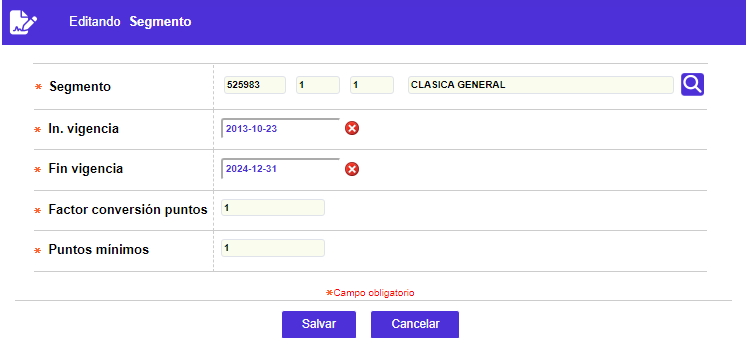 Editando Segmento
* Segmento 525983 1 1 CLASICA GENERAL
* In. vigencia 2013-10-23
* Fin vigencia 2024-12-31
* Factor conversión puntos 1
* Puntos mínimos 1
*Campo obligatorio
Salvar Cancelar